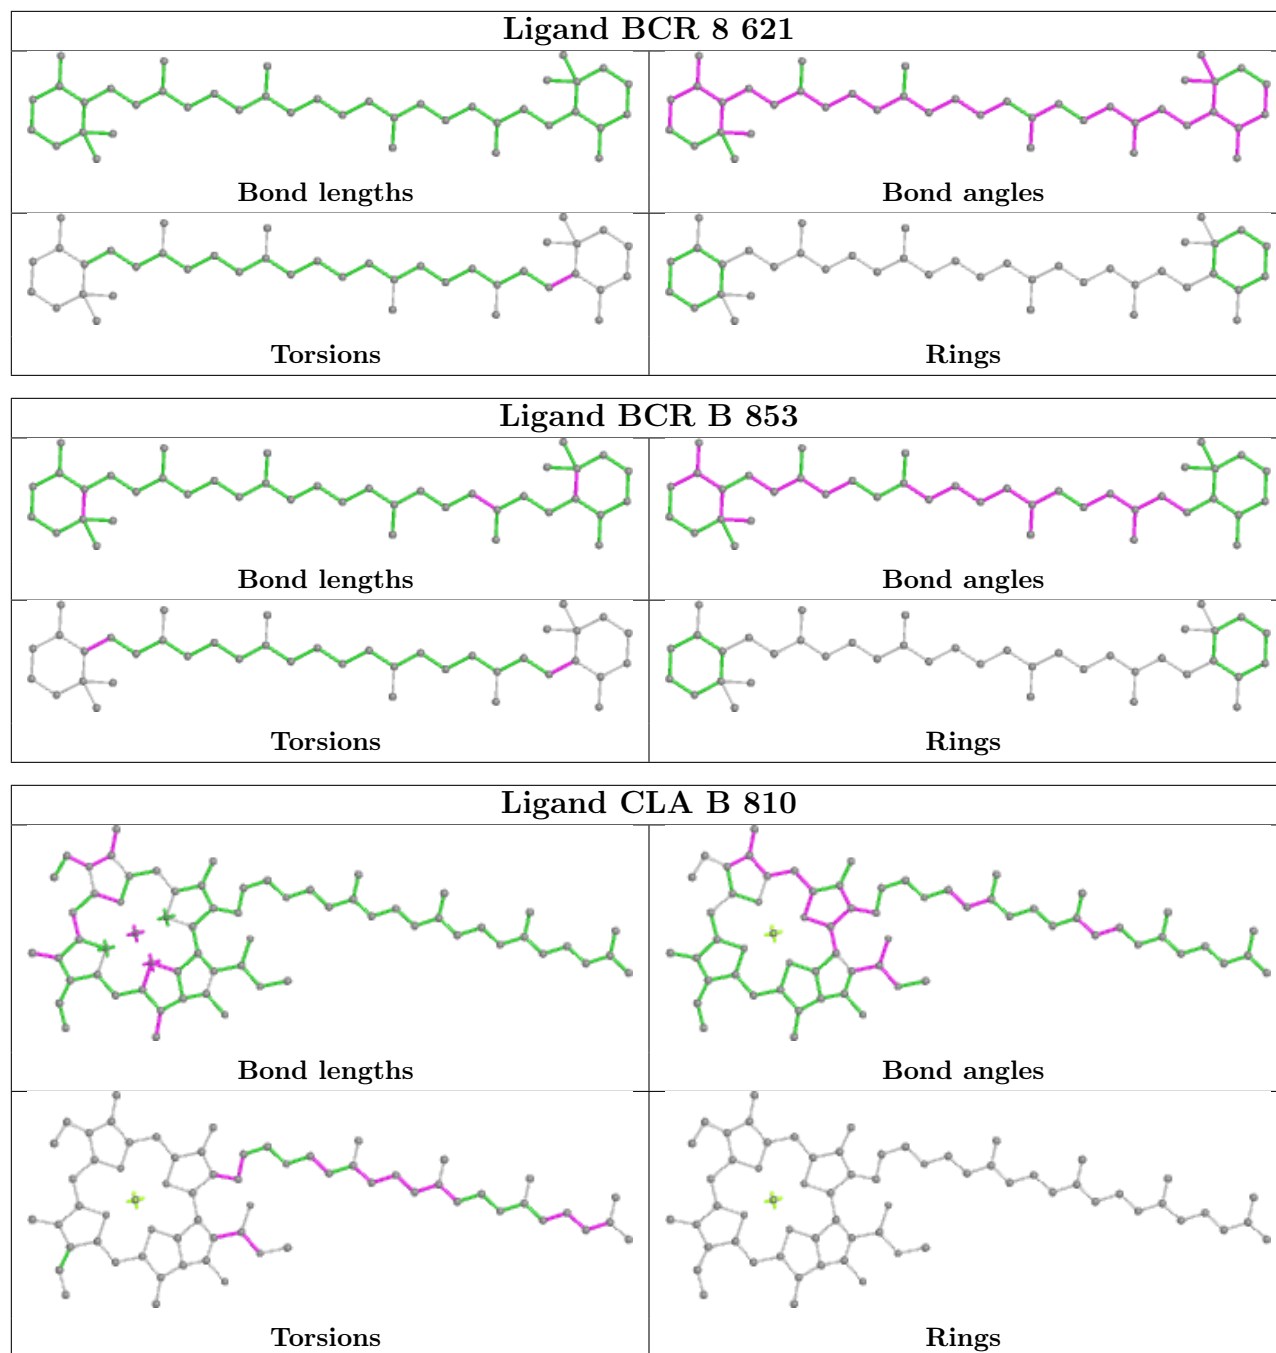 Ligand BCR 8 621
Bond lengths
Bond angles
Torsions
Rings
Ligand BCR B 853
Bond lengths
Bond angles
Torsions
Rings
Ligand CLA B 810
Bond lengths
Bond angles
Torsions
Rings